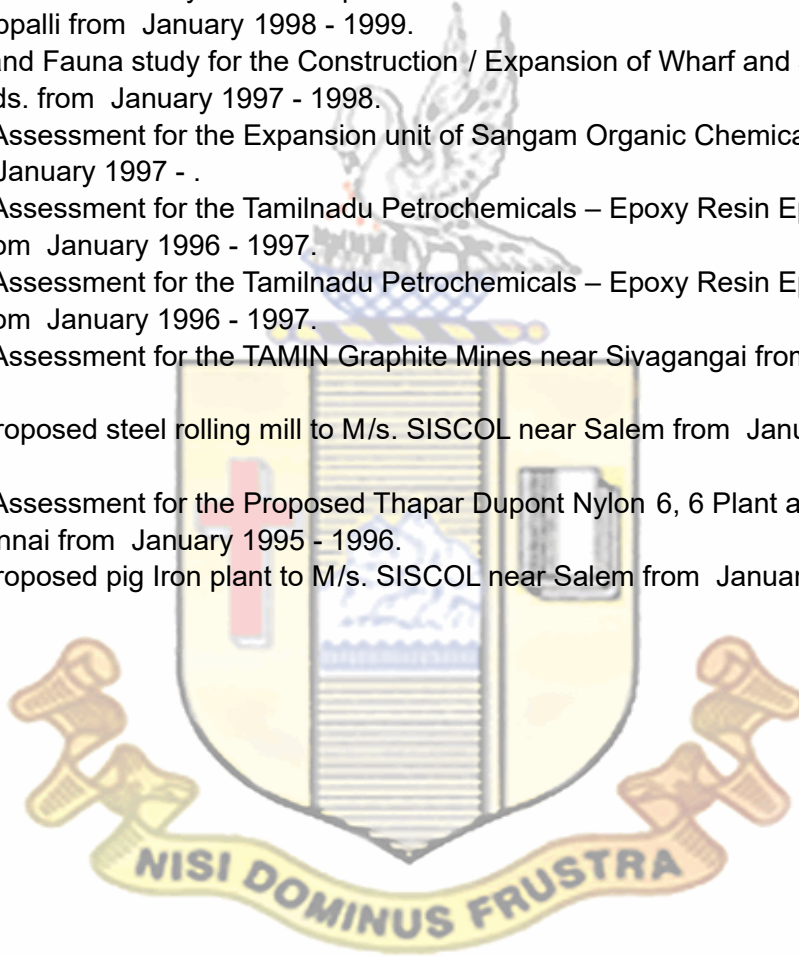 opalli from January 1998 - 1999.
and Fauna study for the Construction / Expansion of Wharf and
ds. from January 1997 - 1998.
Assessment for the Expansion unit of Sangam Organic Chemica
January 1997 - .
Assessment for the Tamilnadu Petrochemicals – Epoxy Resin Ep
om January 1996 - 1997.
Assessment for the Tamilnadu Petrochemicals – Epoxy Resin Ep
om January 1996 - 1997.
Assessment for the TAMIN Graphite Mines near Sivagangai from
roposed steel rolling mill to M/s. SISCOL near Salem from Janu
Assessment for the Proposed Thapar Dupont Nylon 6, 6 Plant a
nnai from January 1995 - 1996.
roposed pig Iron plant to M/s. SISCOL near Salem from Januar
NISI DOMINUS FRUSTRA